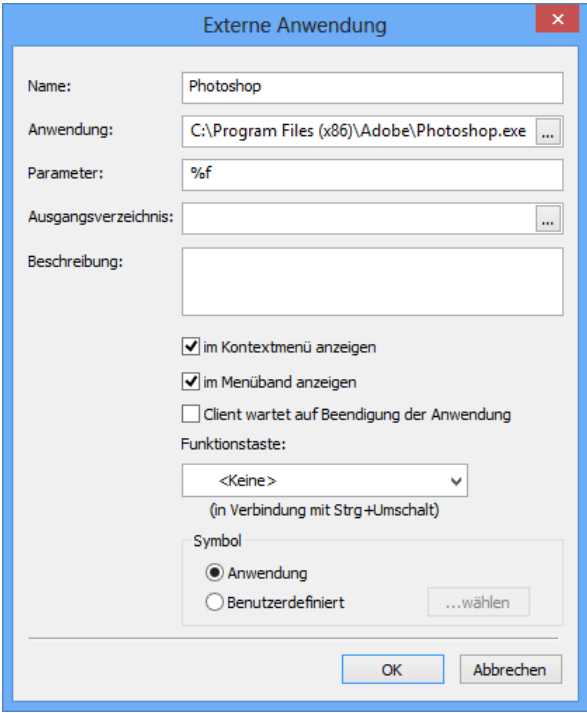 Externe Anwendung
Name: Photoshop
Anwendung: C:\Program Files (x86)\Adobe\Photoshop.exe ...
Parameter: %f
Ausgangsverzeichnis: ...
Beschreibung:
im Kontextmenü anzeigen
im Menüband anzeigen
Client wartet auf Beendigung der Anwendung
Funktionstaste:
<Keine>
(in Verbindung mit Strg+Umschalt)
Symbol
Anwendung
Benutzerdefiniert ...wählen
OK Abbrechen